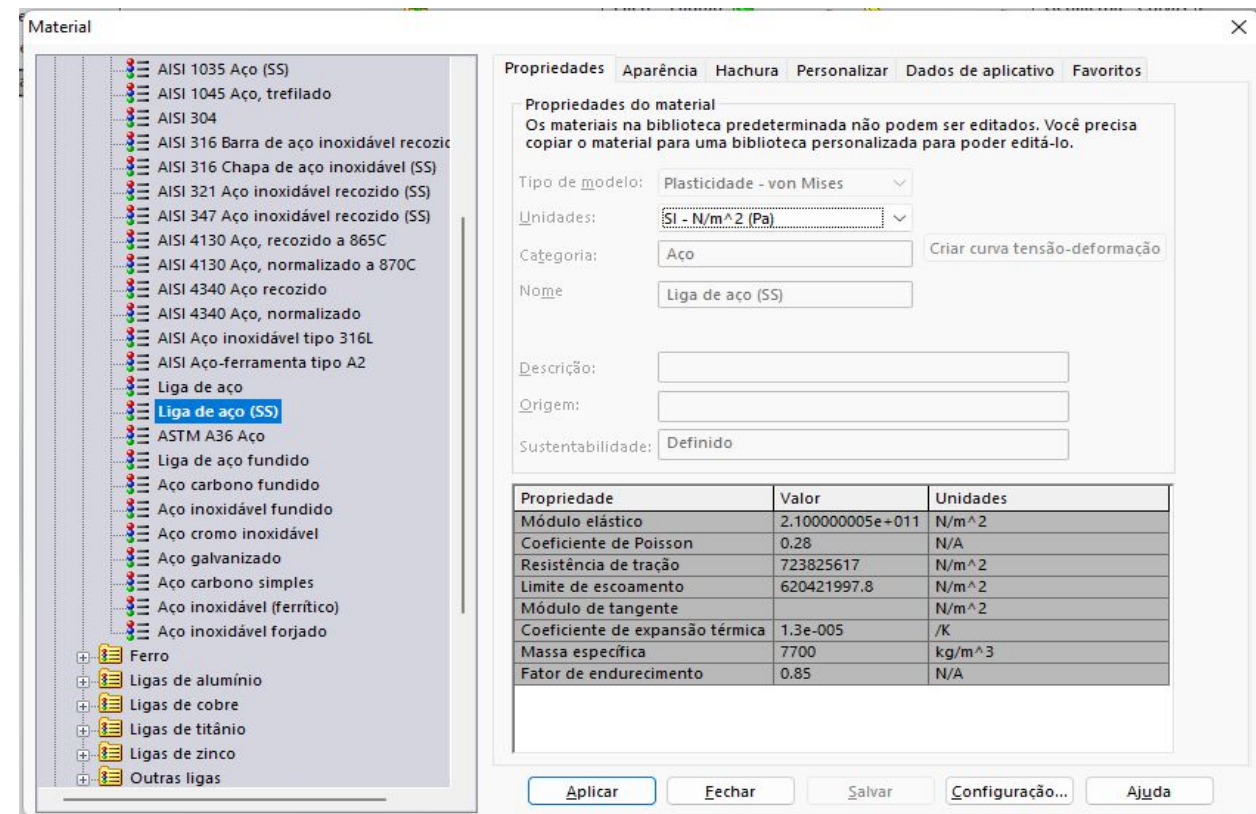 Material
AISI 1035 Aço (SS)
AISI 1045 Aço, trefilado
AISI 304
AISI 316 Barra de aço inoxidável recozic
AISI 316 Chapa de aço inoxidável (SS)
AISI 321 Aço inoxidável recozido (SS)
AISI 347 Aço inoxidável recozido (SS)
AISI 4130 Aço, recozido a 865C
AISI 4130 Aço, normalizado a 870C
AISI 4340 Aço recozido
AISI 4340 Aço, normalizado
AISI Aço inoxidável tipo 316L
AISI Aço-ferramenta tipo A2
Liga de aço
Liga de aço (SS)
ASTM A36 Aço
Liga de aço fundido
Aço carbono fundido
Aço inoxidável fundido
Aço cromo inoxidável
Aço galvanizado
Aço carbono simples
Aço inoxidável (ferrítico)
Aço inoxidável forjado
Ferro
Ligas de alumínio
Ligas de cobre
Ligas de titânio
Ligas de zinco
Outras ligas
Propriedades Aparência Hachura Personalizar Dados de aplicativo Favoritos
Propriedades do material
Os materiais na biblioteca predeterminada não podem ser editados. Você precisa
copiar o material para uma biblioteca personalizada para poder editá-lo.
Tipo de modelo: Plasticidade - von Mises
Unidades: SI - N/m^2 (Pa)
Categoria: Aço Criar curva tensão-deformação
Nome Liga de aço (SS)
Descrição:
Origem:
Sustentabilidade: Definido
Propriedade Valor Unidades
Módulo elástico 2.100000005e+011 N/m^2
Coeficiente de Poisson 0.28 N/A
Resistência de tração 723825617 N/m^2
Limite de escoamento 620421997.8 N/m^2
Módulo de tangente N/m^2
Coeficiente de expansão térmica 1.3e-005 /K
Massa específica 7700 kg/m^3
Fator de endurecimento 0.85 N/A
Aplicar Fechar Salvar Configuração... Ajuda